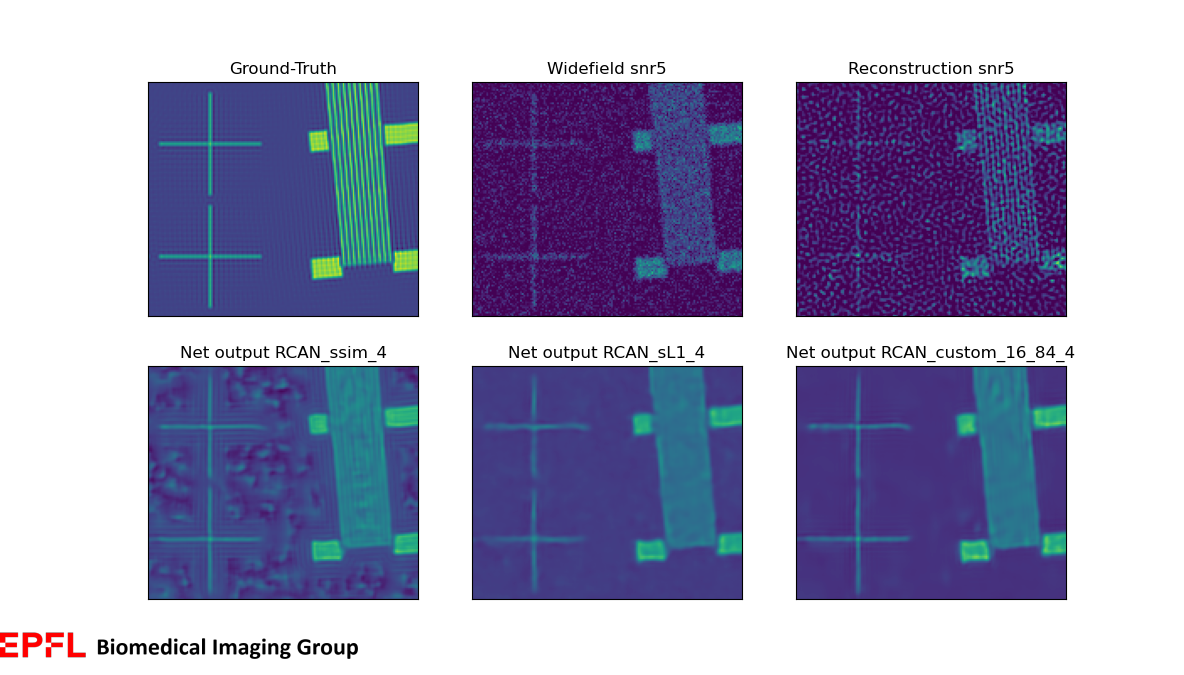 Ground-Truth
Widefield snr5
Reconstruction snr5
Net output RCAN_ssim_4
Net output RCAN_sL1_4
Net output RCAN_custom_16_84_4
EPFL Biomedical Imaging Group